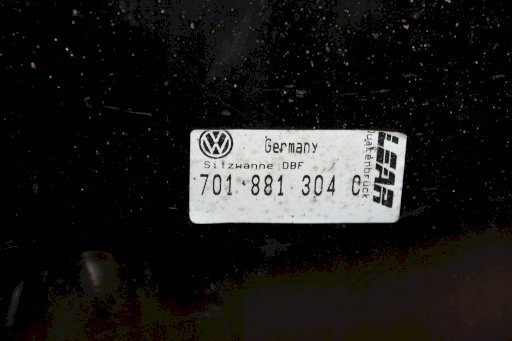 Germany
Sitzwanne DBF
701 881 304 C
LEAR
Quakenbrück